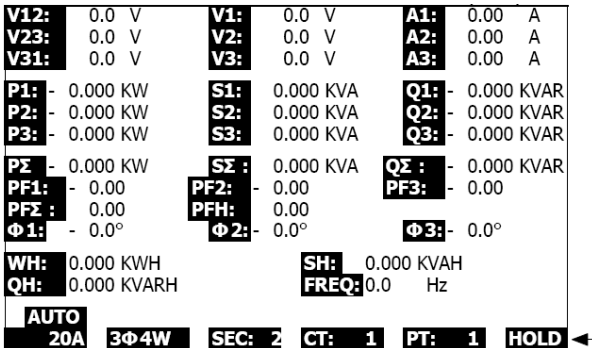 V12: 0.0 V V1: 0.0 V A1: 0.00 A
V23: 0.0 V V2: 0.0 V A2: 0.00 A
V31: 0.0 V V3: 0.0 V A3: 0.00 A
P1: - 0.000 KW S1: 0.000 KVA Q1: - 0.000 KVAR
P2: - 0.000 KW S2: 0.000 KVA Q2: - 0.000 KVAR
P3: - 0.000 KW S3: 0.000 KVA Q3: - 0.000 KVAR
PΣ - 0.000 KW SΣ : 0.000 KVA QΣ : - 0.000 KVAR
PF1: - 0.00 PF2: - 0.00 PF3: - 0.00
PFΣ : 0.00 PFH: 0.00
Φ1: - 0.0° Φ2: - 0.0° Φ3: - 0.0°
WH: 0.000 KWH SH: 0.000 KVAH
QH: 0.000 KVARH FREQ: 0.0 Hz
AUTO
20A 3Φ4W SEC: 2 CT: 1 PT: 1 HOLD